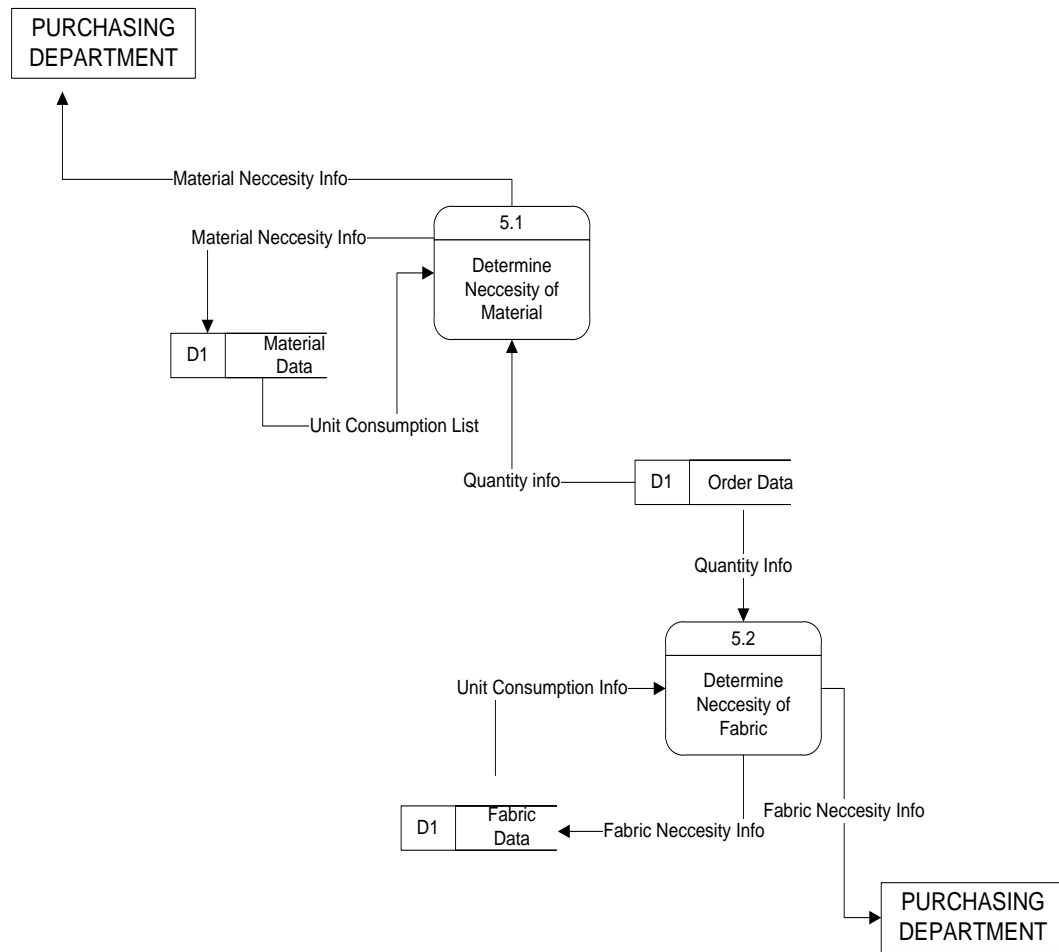 PURCHASING
DEPARTMENT
Material Neccesity Info
5.1
Material Neccesity Info
Determine
Neccesity of
Material
D1
Material
Data
Unit Consumption List
Quantity info
D1
Order Data
Quantity Info
5.2
Unit Consumption Info
Determine
Neccesity of
Fabric
Fabric Neccesity Info
D1
Fabric
Data
Fabric Neccesity Info
PURCHASING
DEPARTMENT